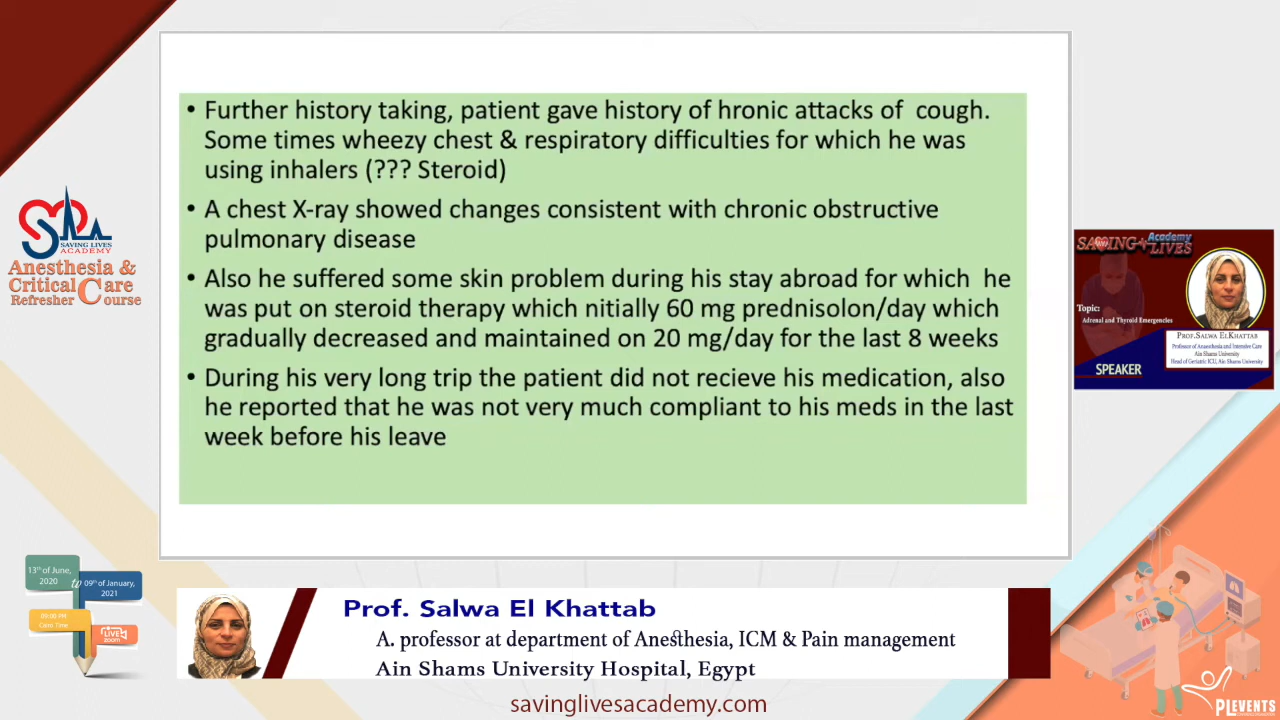 • Further history taking, patient gave history of hronic attacks of cough.
Some times wheezy chest & respiratory difficulties for which he was
using inhalers (??? Steroid)
• A chest X-ray showed changes consistent with chronic obstructive
pulmonary disease
• Also he suffered some skin problem during his stay abroad for which he
was put on steroid therapy which nitially 60 mg prednisolon/day which
gradually decreased and maintained on 20 mg/day for the last 8 weeks
• During his very long trip the patient did not recieve his medication, also
he reported that he was not very much compliant to his meds in the last
week before his leave
SAVING LIVES
ACADEMY
Anesthesia &
Critical Care
Refresher Course
13th of June,
2020
to
09th of January,
2021
09:00 PM
Cairo Time
LIVE
zoom
SAVING Academy
LIVES
Topic:
Adrenal and Thyroid Emergencies
SPEAKER
PROF.SALWA ELKHATTAB
Professor of Anaesthesia and Intensive Care
Ain Shams University
Head of Geriatric ICU, Ain Shams University
Prof. Salwa El Khattab
A. professor at department of Anesthesia, ICM & Pain management
Ain Shams University Hospital, Egypt
savinglivesacademy.com
PLEVENTS